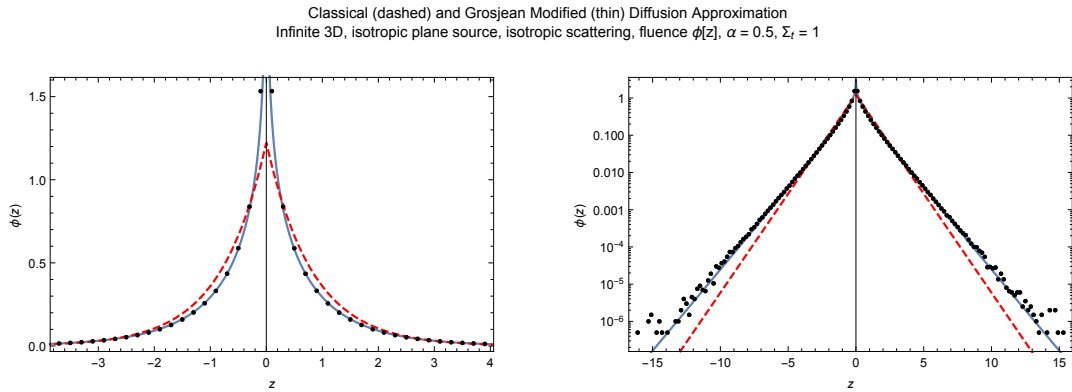 Classical (dashed) and Grosjean Modified (thin) Diffusion Approximation
Infinite 3D, isotropic plane source, isotropic scattering, fluence ϕ[z], α = 0.5, Σt = 1
1.5
1.0
0.5
0.0
ϕ(z)
-3 -2 -1 0 1 2 3 4
z
1
0.100
0.010
0.001
10^-4
10^-5
10^-6
ϕ(z)
-15 -10 -5 0 5 10 15
z